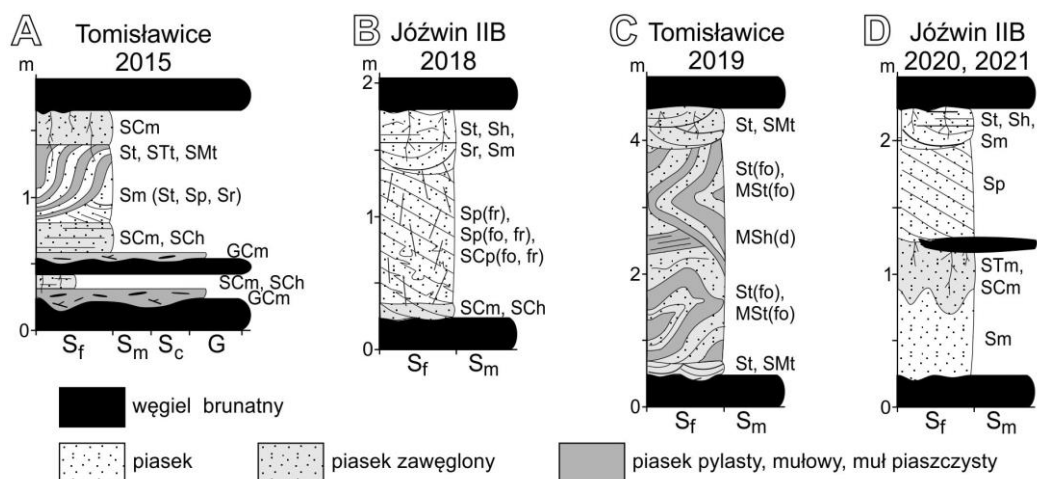 A Tomisławice 2015
m
1
0
SCm
St, STt, SMt
Sm (St, Sp, Sr)
SCm, SCh
GCm
SCm, SCh
GCm
Sf Sm Sc G
B Jóźwin IIB 2018
m
2
1
0
St, Sh,
Sr, Sm
Sp(fr),
Sp(fo, fr),
SCp(fo, fr)
SCm, SCh
Sf Sm
C Tomisławice 2019
m
4
2
0
St, SMt
St(fo),
MSt(fo)
MSh(d)
St(fo),
MSt(fo)
St, SMt
Sf Sm
D Jóźwin IIB 2020, 2021
m
2
1
0
St, Sh,
Sm
Sp
STm,
SCm
Sm
Sf Sm
węgiel brunatny
piasek
piasek zawęglony
piasek pylasty, mułowy, muł piaszczysty